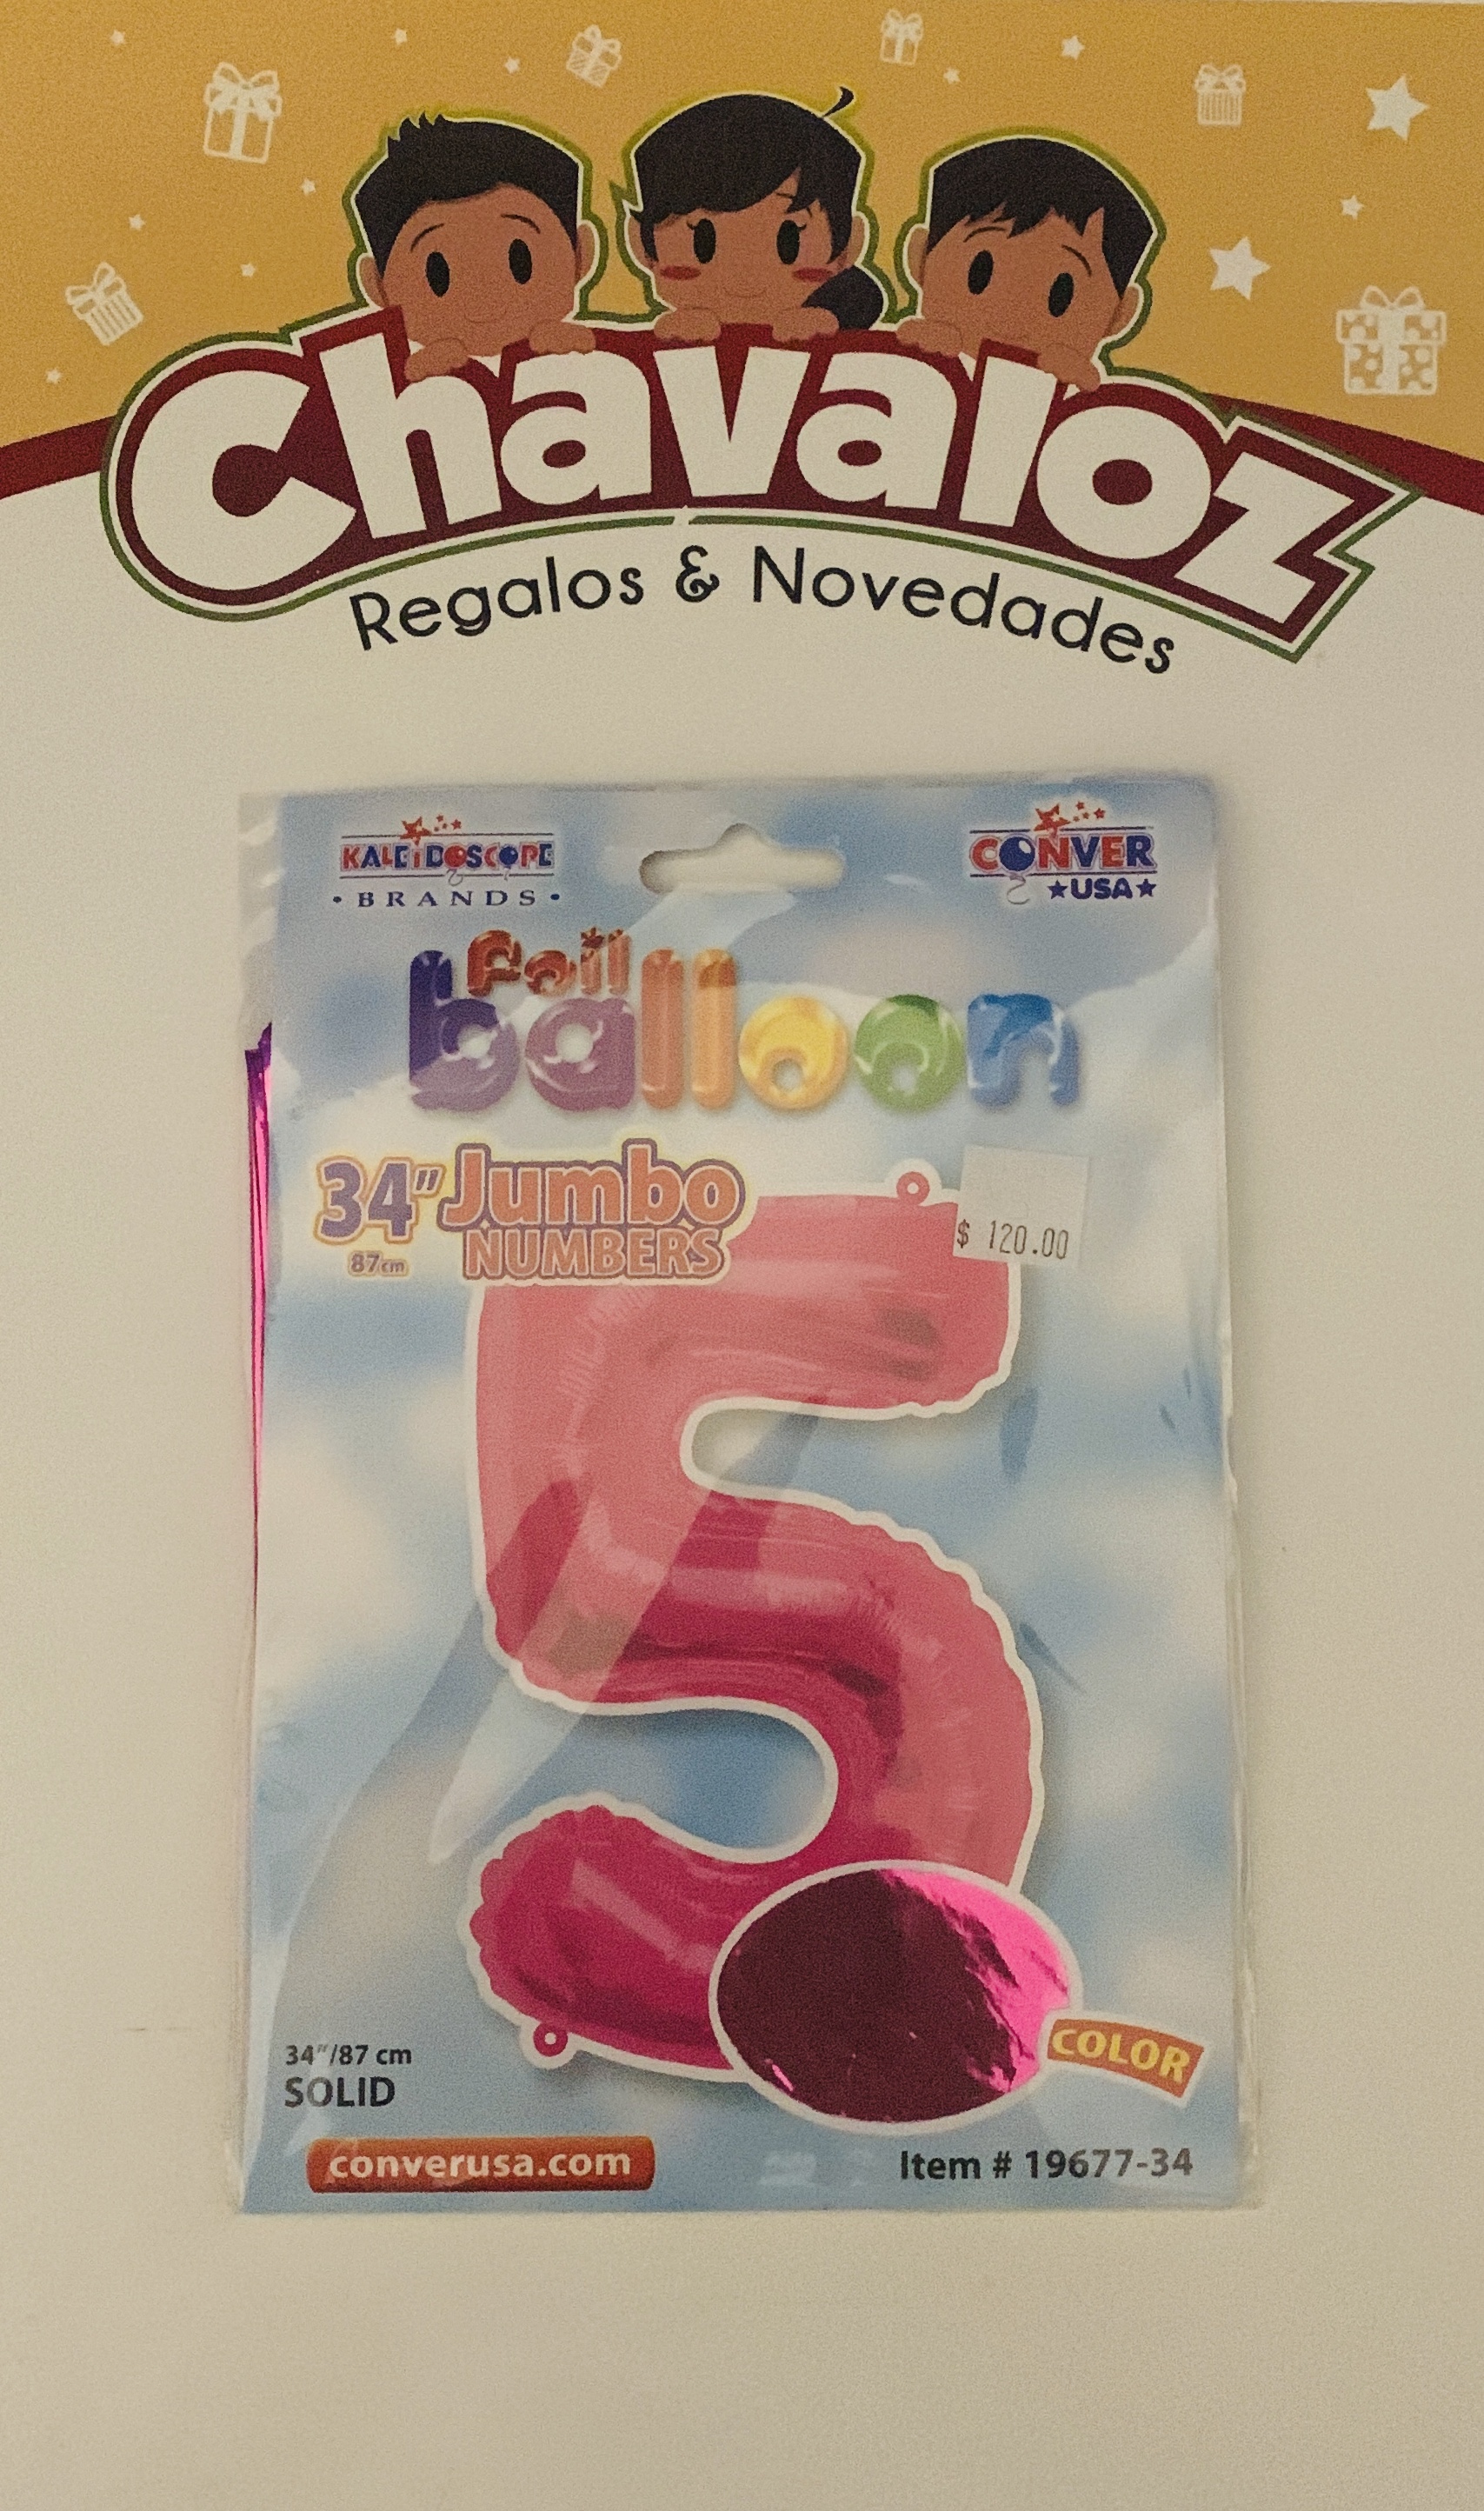 Chavaloz
Regalos & Novedades
KALEIDOSCOPE
• BRANDS •
CONVER
★USA★
Foil
balloon
34" Jumbo
87cm NUMBERS
$ 120.00
34"/87 cm
SOLID
COLOR
converusa.com
Item # 19677-34